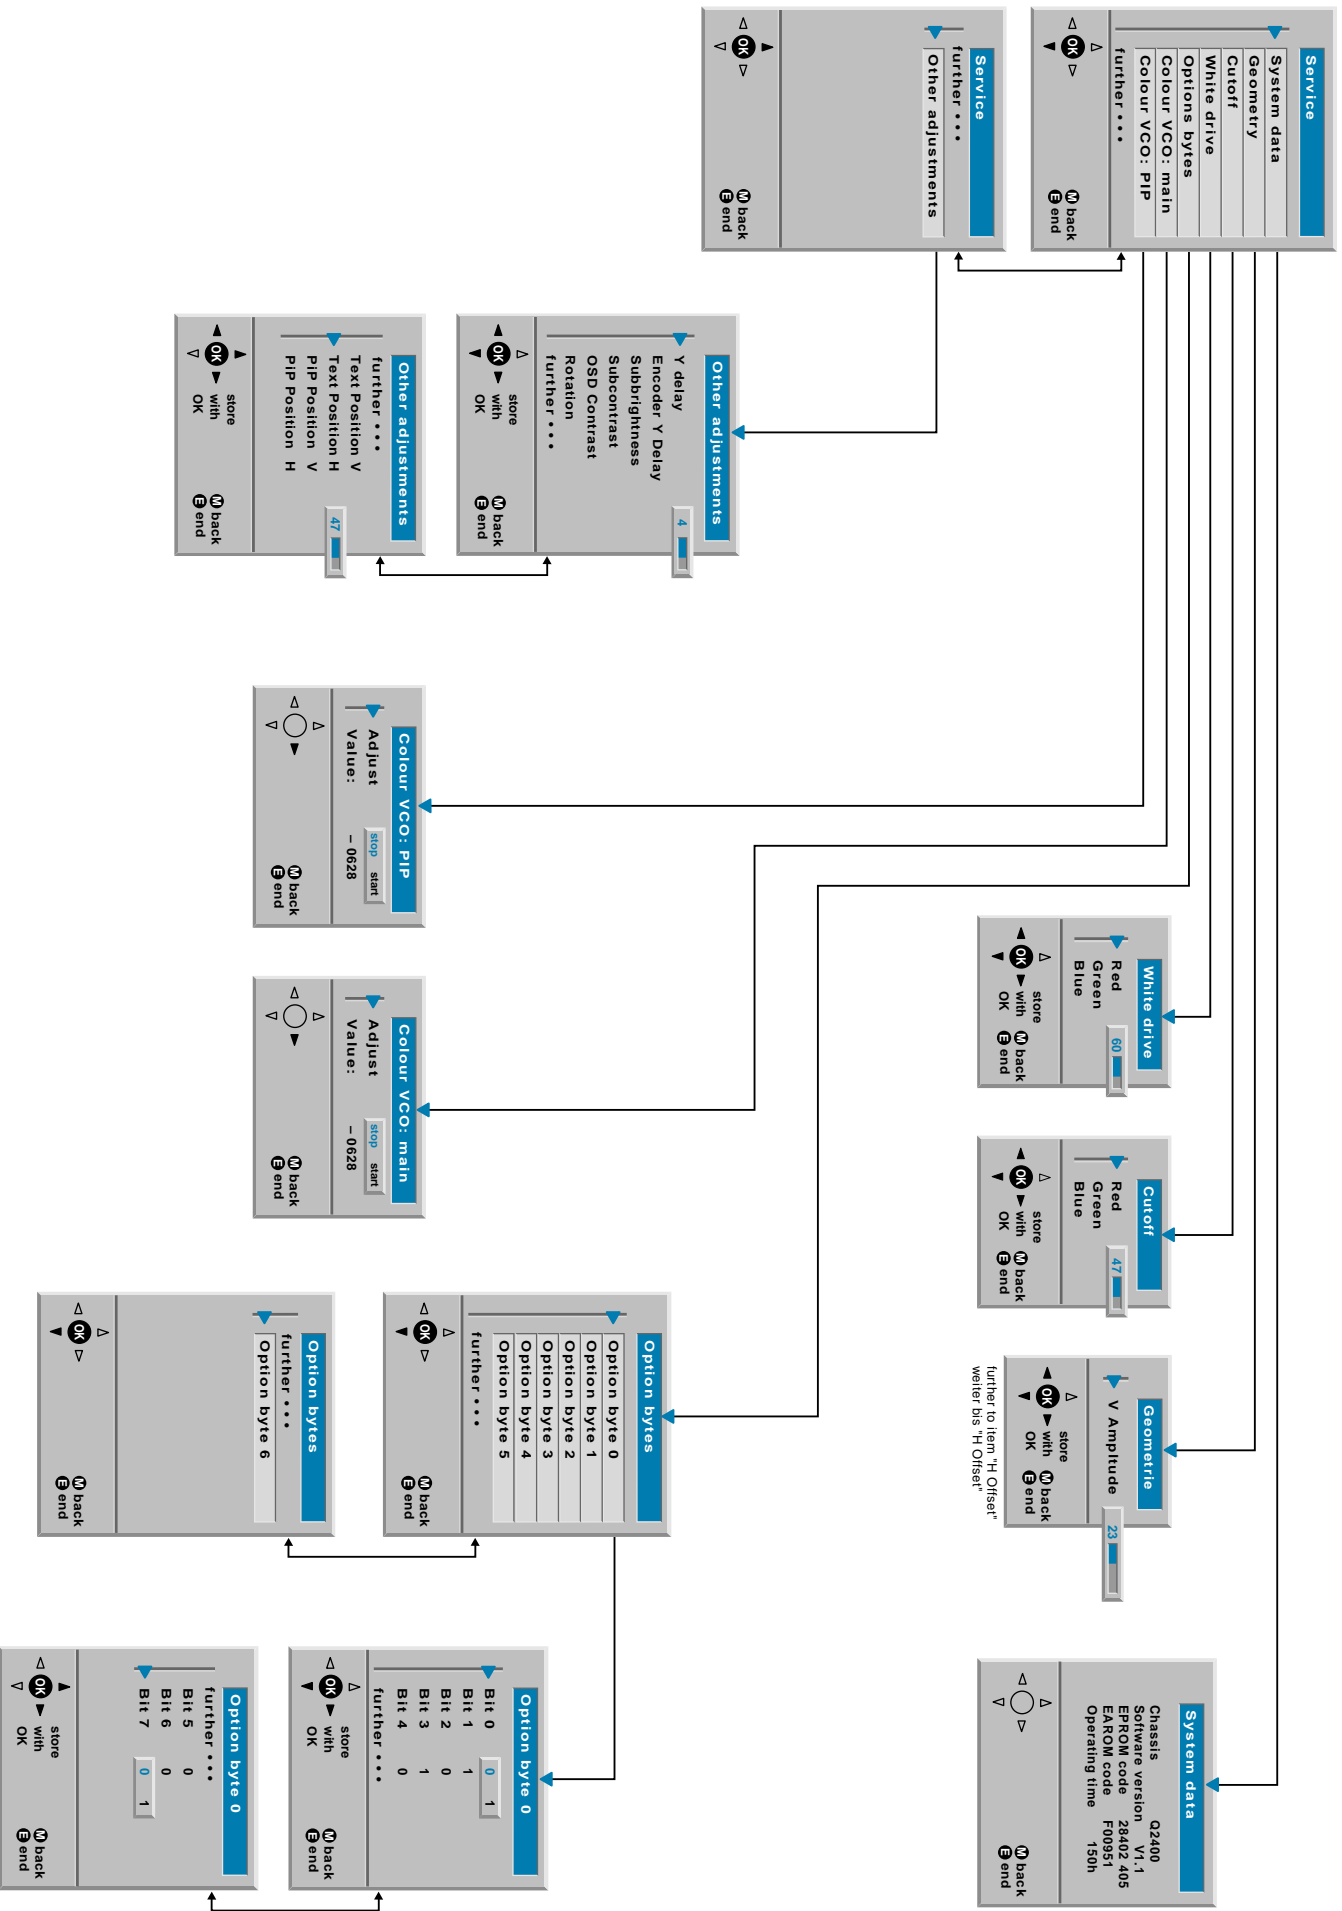 Service
System data
Geometry
Cutoff
White drive
Options bytes
Colour VCO: main
Colour VCO: PIP
further •••
OK
M back
E end
Service
further •••
Other adjustments
OK
M back
E end
System data
Chassis Q2400
Software version V1.1
EPROM code 28402 405
EAROM code F00951
Operating time 150h
M back
E end
Geometrie
V Ampltude 23
OK
store
with
OK
M back
E end
further to item "H Offset"
weiter bis "H Offset"
Cutoff
Red 47
Green
Blue
OK
store
with
OK
M back
E end
White drive
Red 60
Green
Blue
OK
store
with
OK
M back
E end
Other adjustments
Y delay 4
Encoder Y Delay
Subbrightness
Subcontrast
OSD Contrast
Rotation
further •••
OK
store
with
OK
M back
E end
Other adjustments
further •••
Text Position V
Text Position H 47
PiP Position V
PiP Position H
OK
store
with
OK
M back
E end
Colour VCO: PIP
Adjust stop start
Value: – 0628
M back
E end
Colour VCO: main
Adjust stop start
Value: – 0628
M back
E end
Option bytes
Option byte 0
Option byte 1
Option byte 2
Option byte 3
Option byte 4
Option byte 5
further •••
OK
M back
E end
Option bytes
further •••
Option byte 6
OK
M back
E end
Option byte 0
Bit 0 0 1
Bit 1 1
Bit 2 0
Bit 3 1
Bit 4 0
further •••
OK
store
with
OK
M back
E end
Option byte 0
further •••
Bit 5 0
Bit 6 0
Bit 7 0 1
OK
store
with
OK
M back
E end